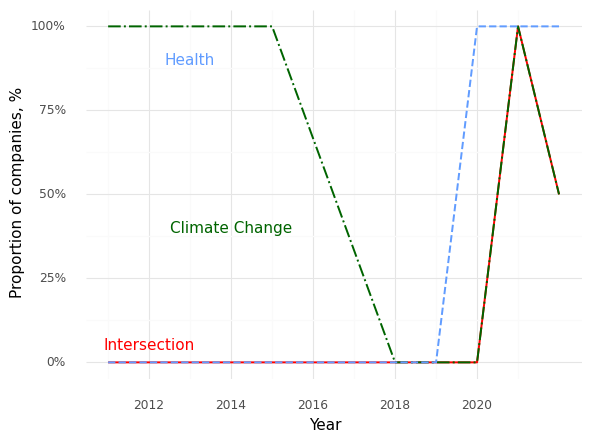 Proportion of companies, %
100%
75%
50%
25%
0%
Health
Climate Change
Intersection
2012 2014 2016 2018 2020
Year